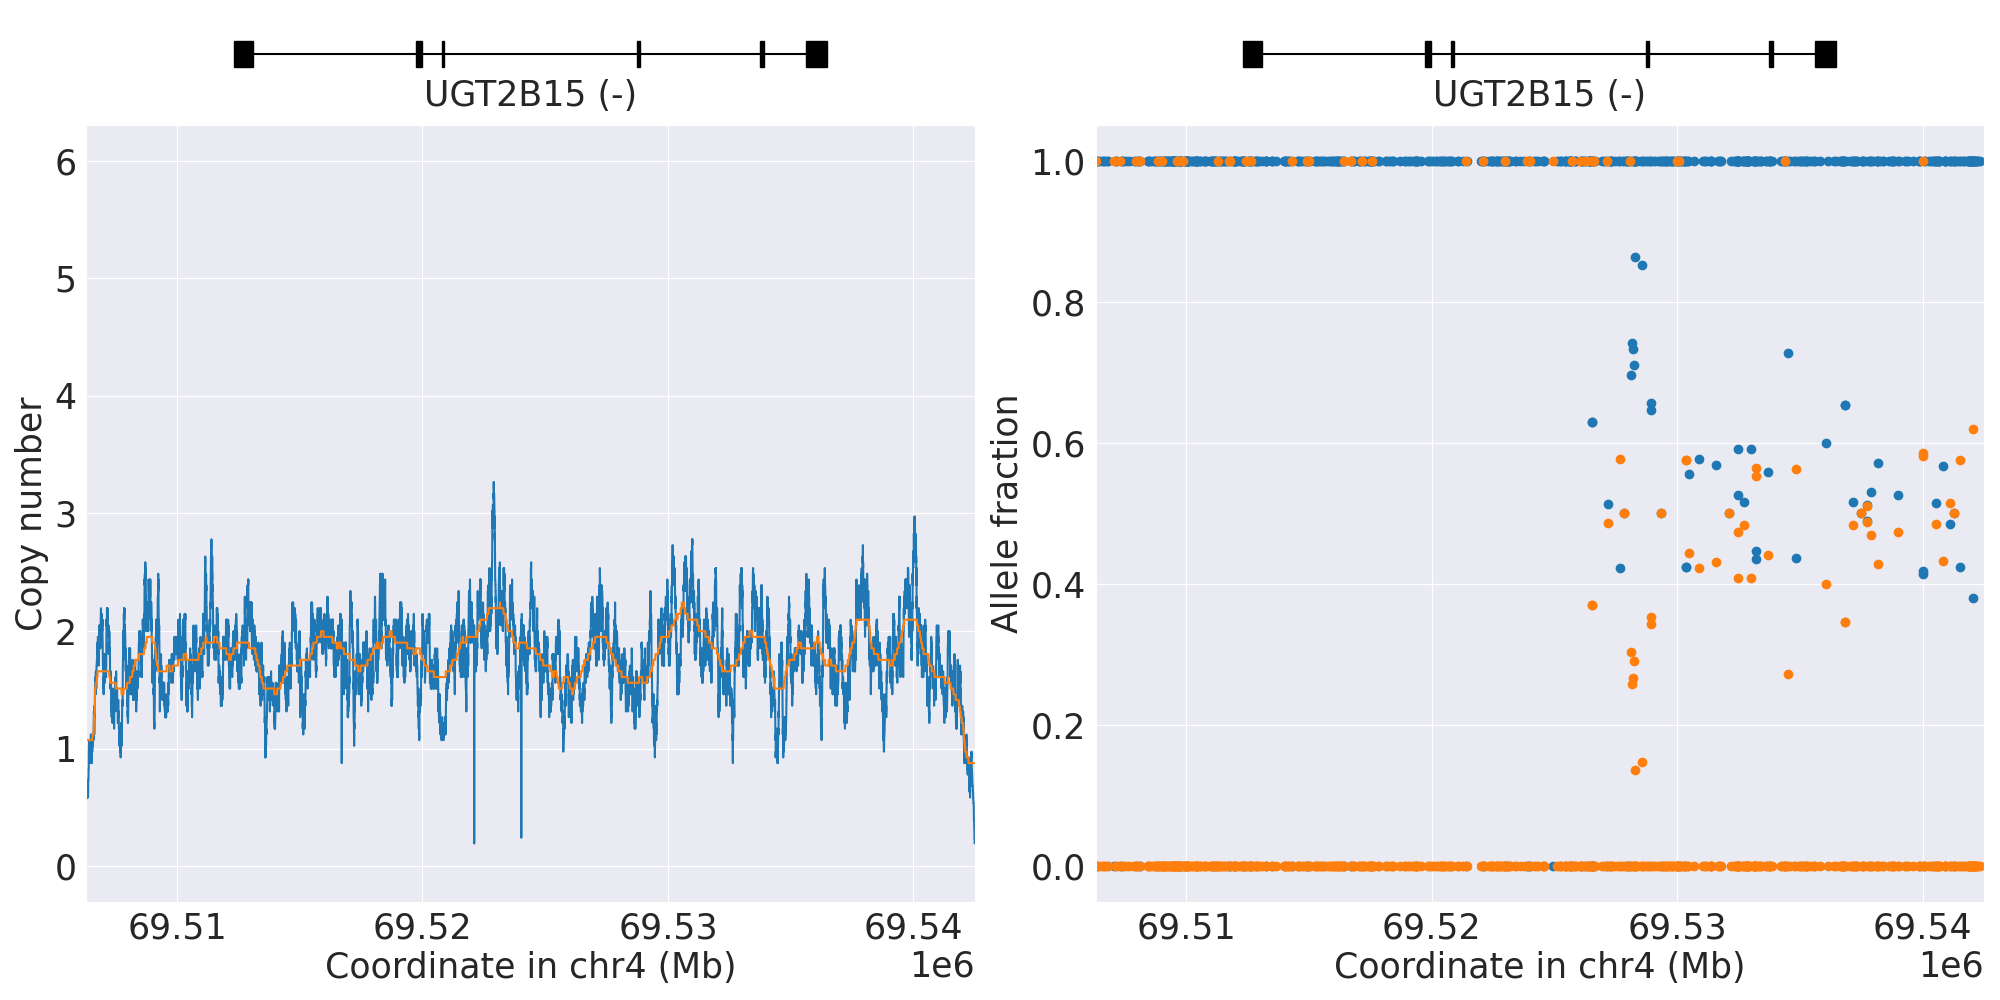 UGT2B15 (-)
6
5
4
3
2
1
0
Copy number
69.51 69.52 69.53 69.54
Coordinate in chr4 (Mb)
1e6
UGT2B15 (-)
1.0
0.8
0.6
0.4
0.2
0.0
Allele fraction
69.51 69.52 69.53 69.54
Coordinate in chr4 (Mb)
1e6